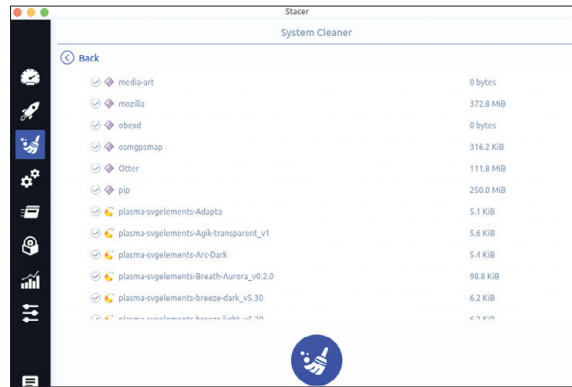 Stacer
System Cleaner
Back
media-art 0 bytes
mozilla 372.8 MiB
obexd 0 bytes
osmgpsmap 316.2 KiB
Otter 111.8 MiB
pip 250.0 MiB
plasma-svgelements-Adapta 5.1 KiB
plasma-svgelements-Agik-transparent_v1 5.6 KiB
plasma-svgelements-Arc-Dark 5.4 KiB
plasma-svgelements-Breath-Aurora_v0.2.0 98.8 KiB
plasma-svgelements-breeze-dark_v5.30 6.2 KiB